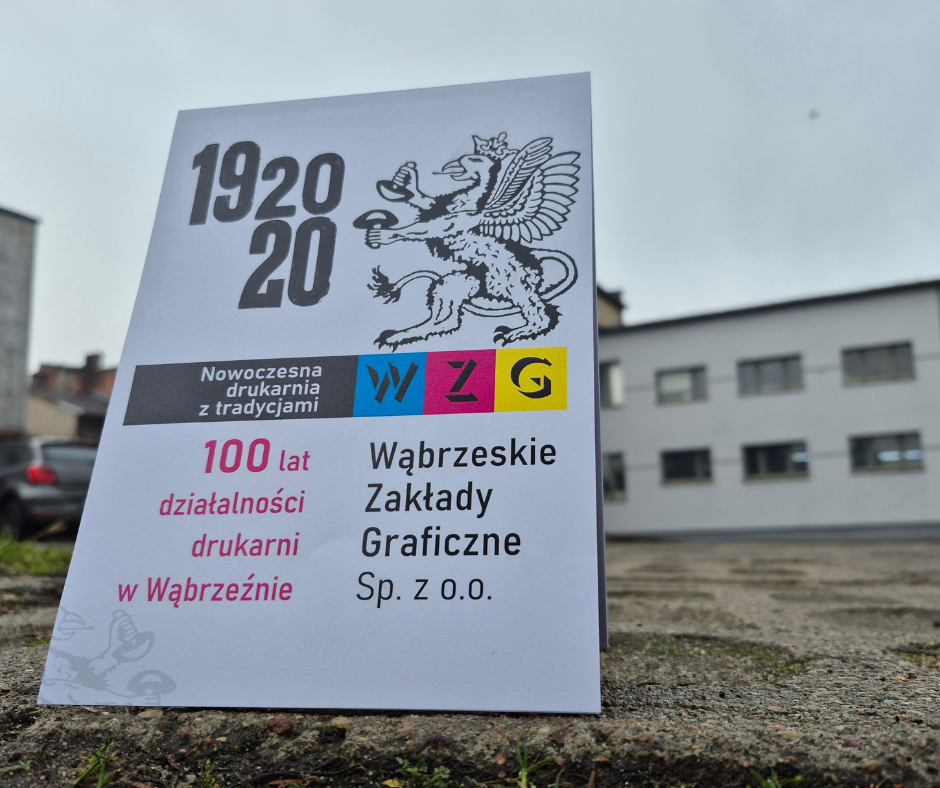 1920
20
Nowoczesna
drukarnia
z tradycjami
WZG
100 lat
działalności
drukarni
w Wąbrzeźnie
Wąbrzeskie
Zakłady
Graficzne
Sp. z o.o.